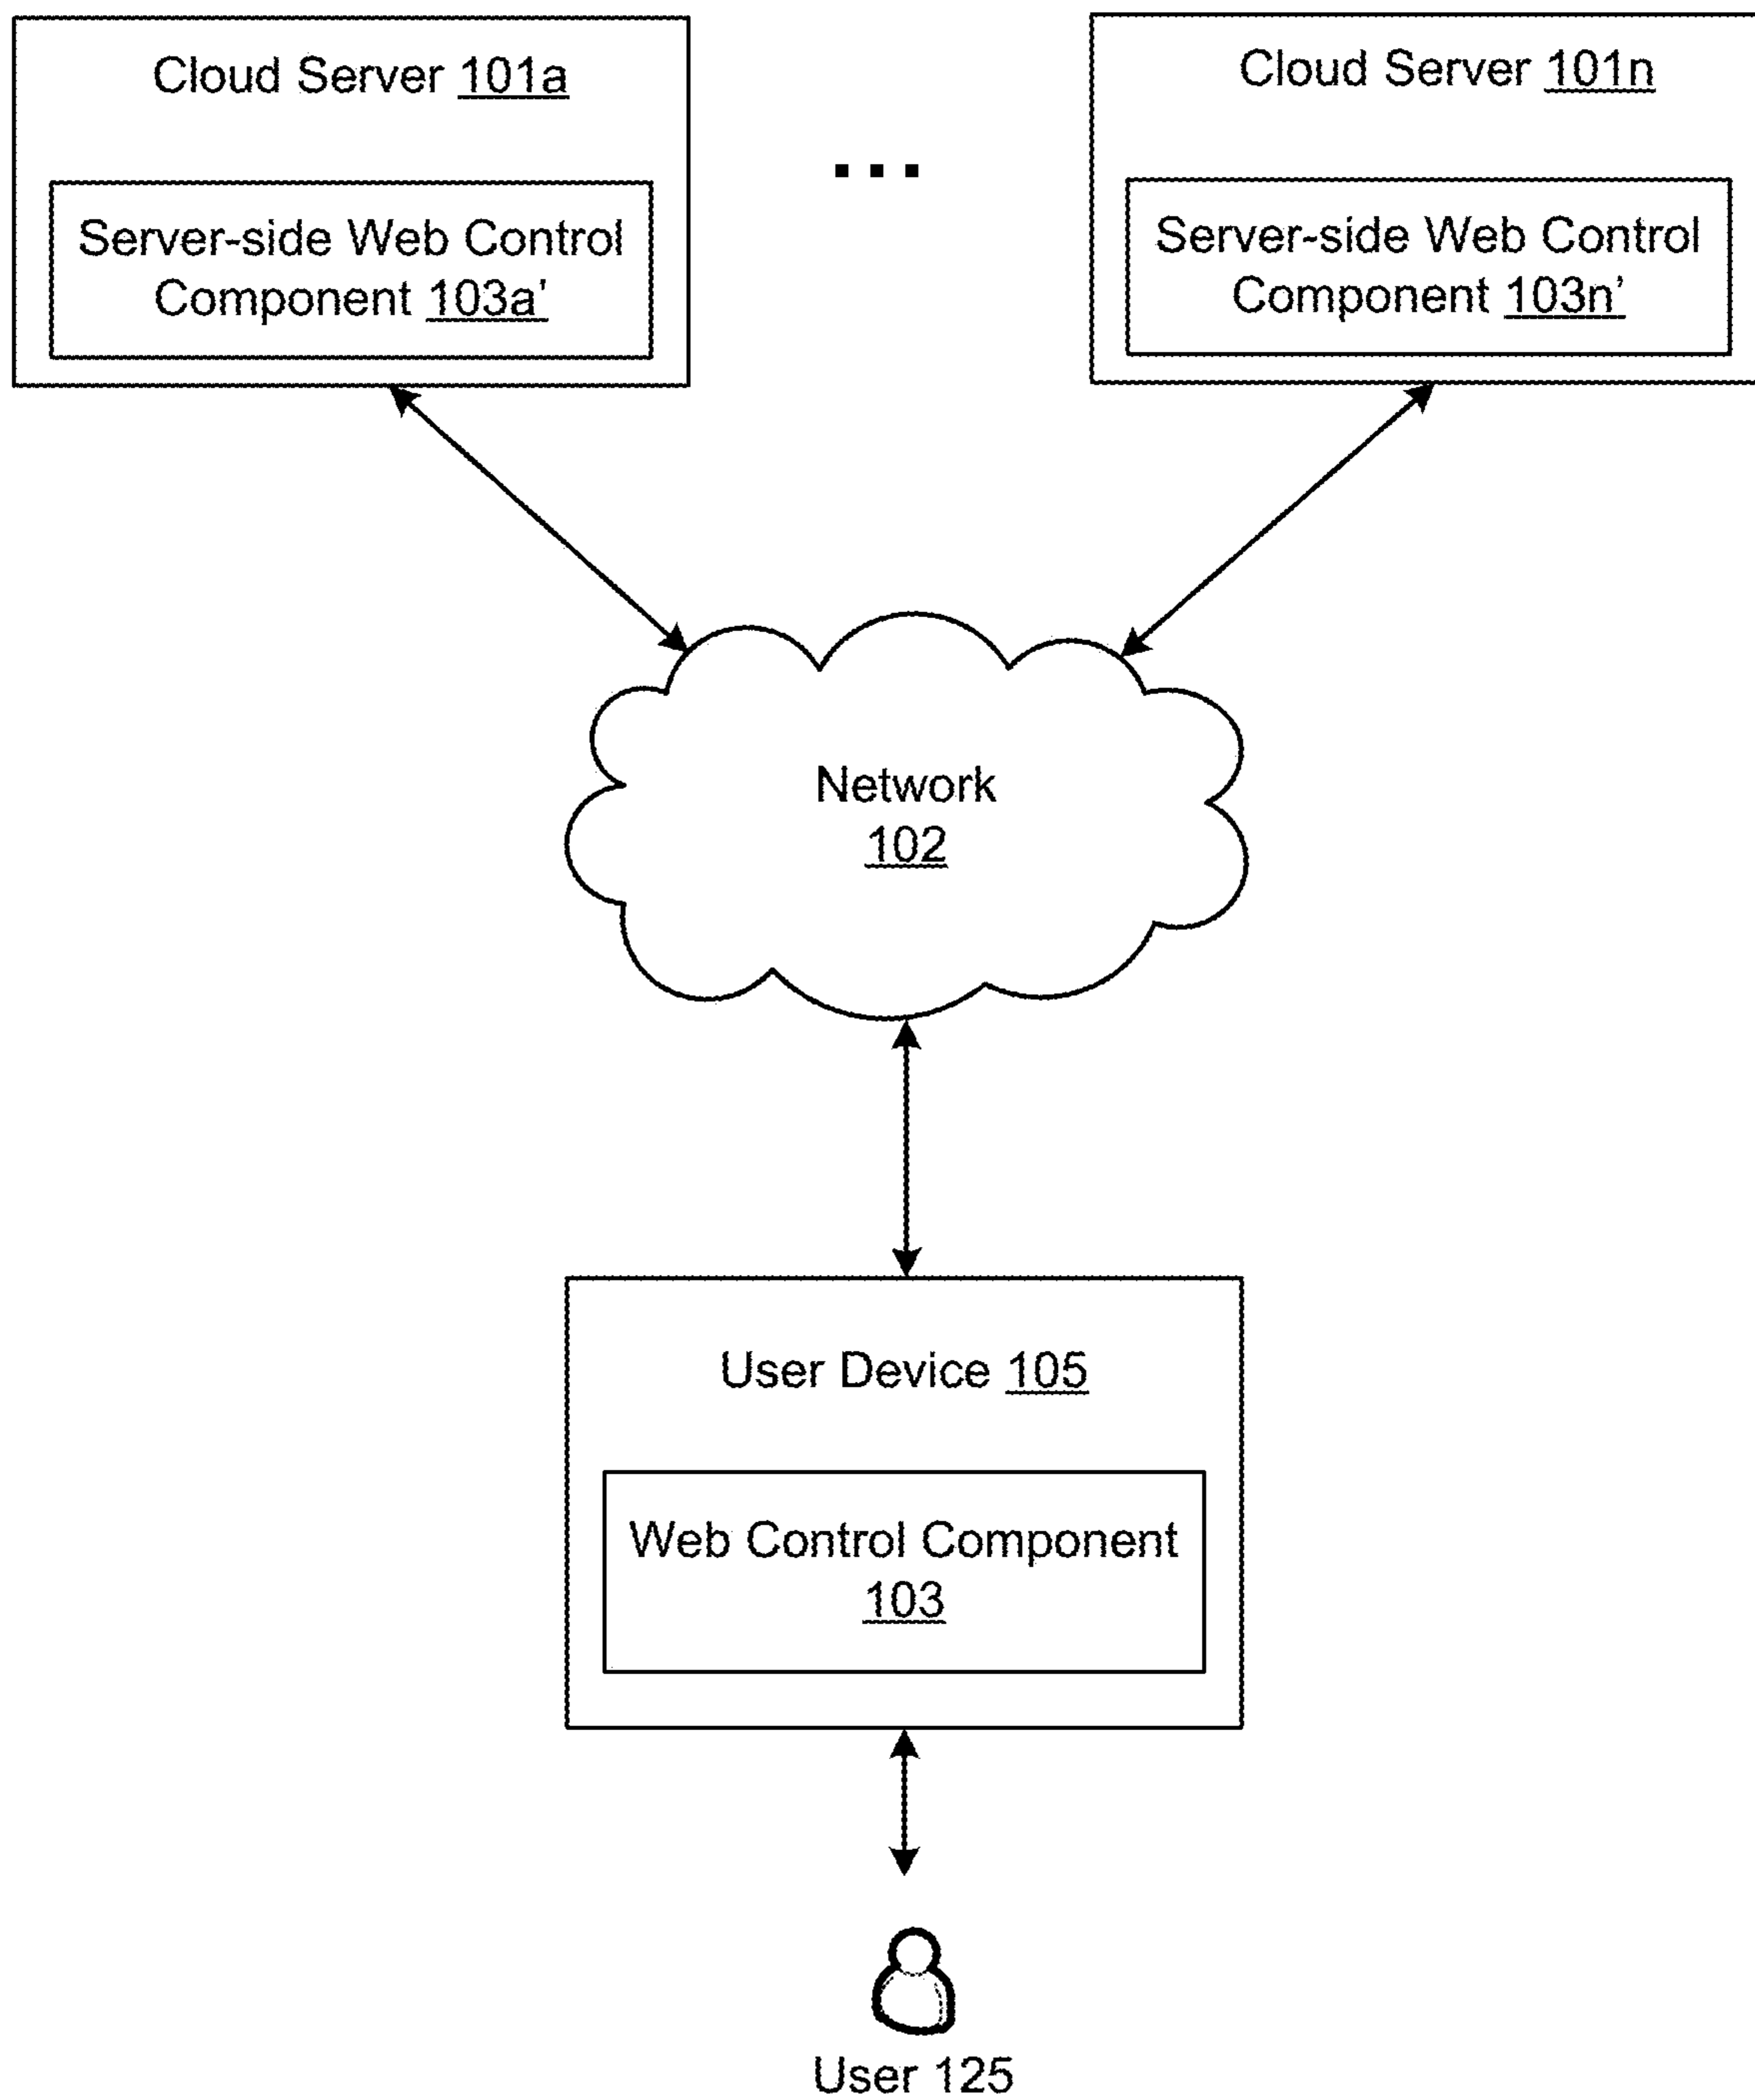 Cloud Server 101a
Server-side Web Control
Component 103a’
...
Cloud Server 101n
Server-side Web Control
Component 103n’
Network
102
User Device 105
Web Control Component
103
User 125